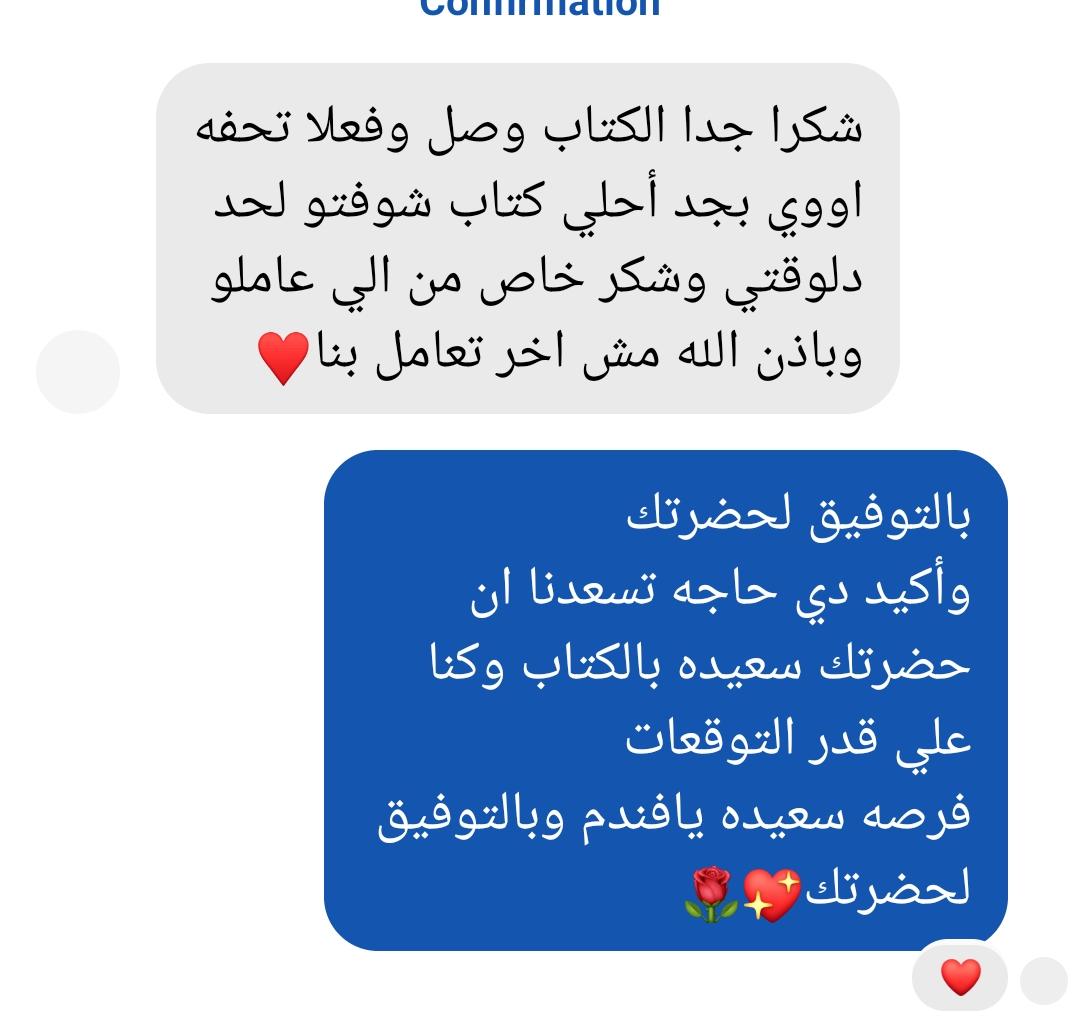 Confirmation
شكرا جدا الكتاب وصل وفعلا تحفه
اووي بجد أحلي كتاب شوفتو لحد
دلوقتي وشكر خاص من الي عاملو
وباذن الله مش اخر تعامل بنا♥️
بالتوفيق لحضرتك
وأكيد دي حاجه تسعدنا ان
حضرتك سعيده بالكتاب وكنا
علي قدر التوقعات
فرصه سعيده يافندم وبالتوفيق
لحضرتك💖🌹
❤️